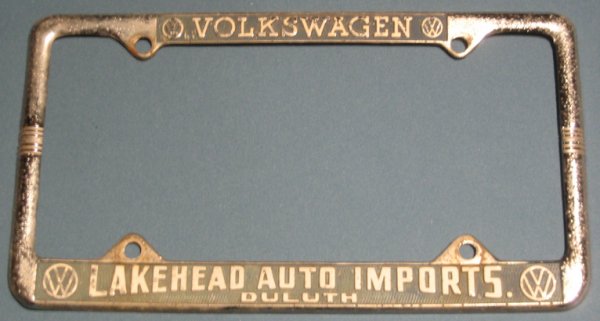 VOLKSWAGEN
LAKEHEAD AUTO IMPORTS.
DULUTH